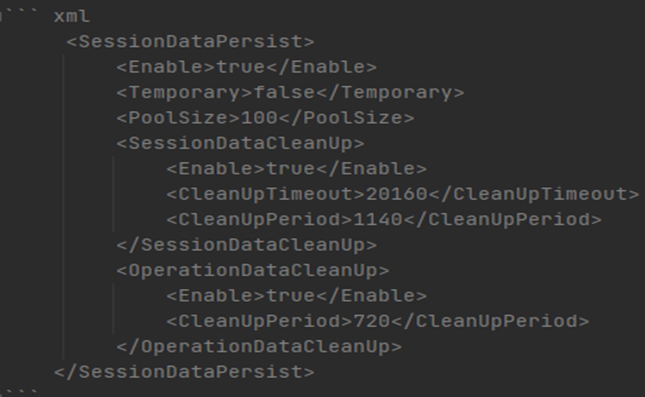 ``` xml
<SessionDataPersist>
<Enable>true</Enable>
<Temporary>false</Temporary>
<PoolSize>100</PoolSize>
<SessionDataCleanUp>
<Enable>true</Enable>
<CleanUpTimeout>20160</CleanUpTimeout>
<CleanUpPeriod>1140</CleanUpPeriod>
</SessionDataCleanUp>
<OperationDataCleanUp>
<Enable>true</Enable>
<CleanUpPeriod>720</CleanUpPeriod>
</OperationDataCleanUp>
</SessionDataPersist>
```